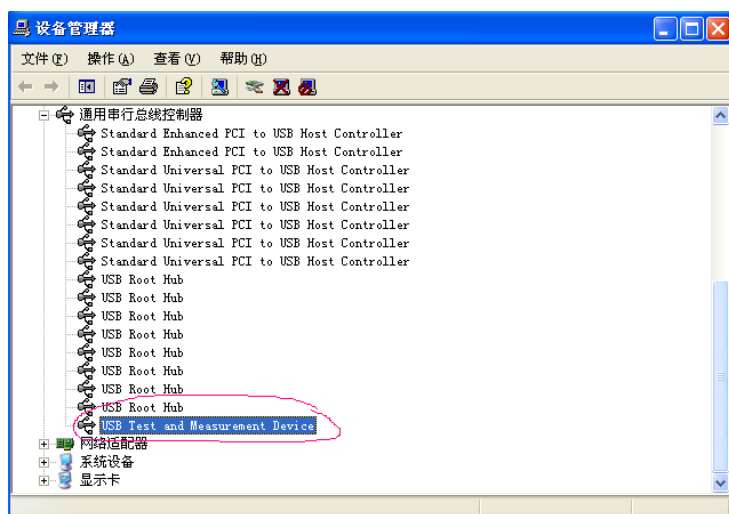 设备管理器
文件(F) 操作(A) 查看(V) 帮助(H)
通用串行总线控制器
Standard Enhanced PCI to USB Host Controller
Standard Enhanced PCI to USB Host Controller
Standard Universal PCI to USB Host Controller
Standard Universal PCI to USB Host Controller
Standard Universal PCI to USB Host Controller
Standard Universal PCI to USB Host Controller
Standard Universal PCI to USB Host Controller
Standard Universal PCI to USB Host Controller
USB Root Hub
USB Root Hub
USB Root Hub
USB Root Hub
USB Root Hub
USB Root Hub
USB Root Hub
USB Root Hub
USB Test and Measurement Device
网络适配器
系统设备
显示卡